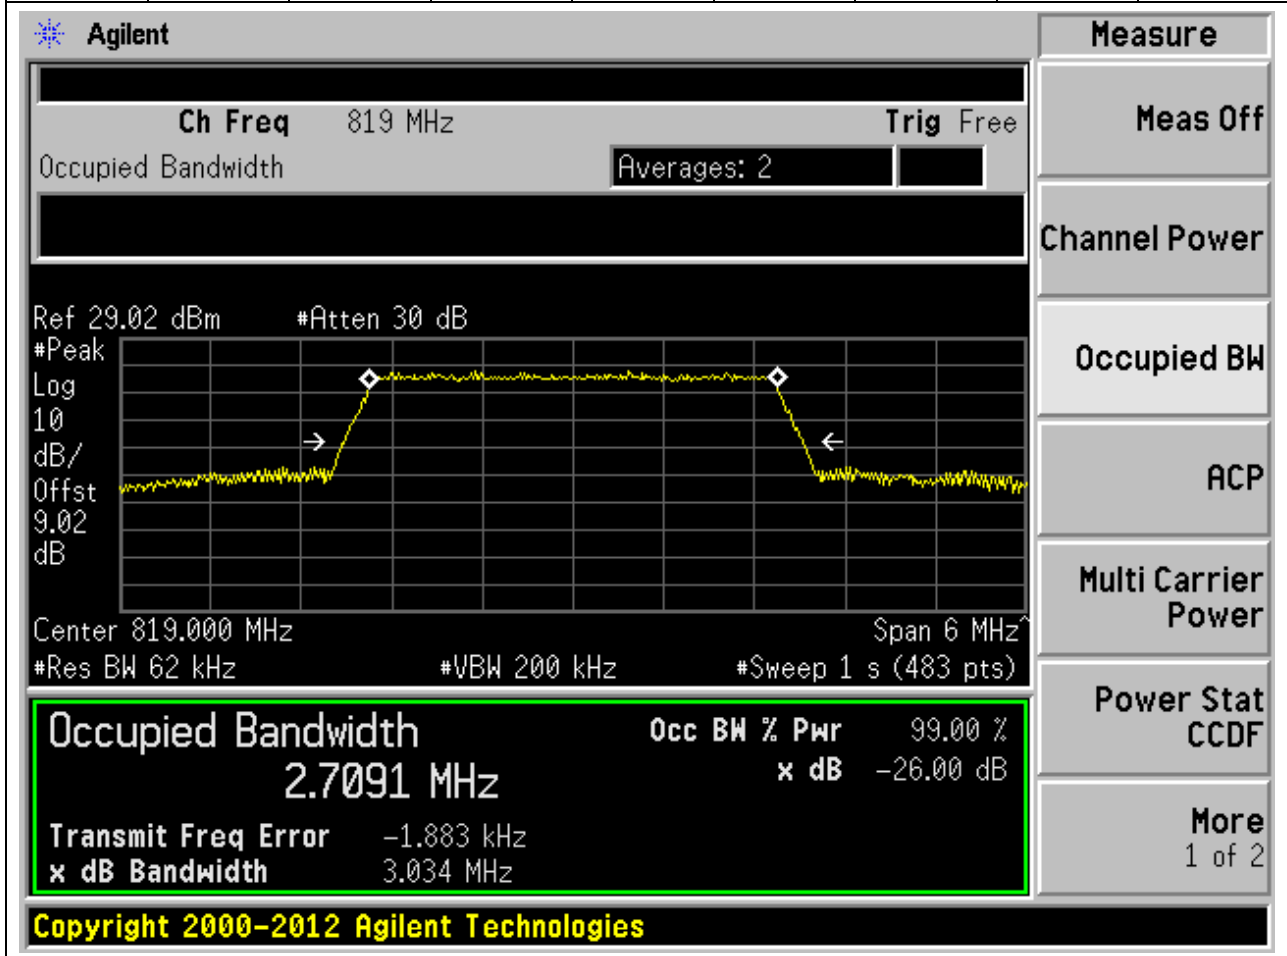 Agilent
Measure
Ch Freq 819 MHz Trig Free
Meas Off
Occupied Bandwidth Averages: 2
Channel Power
Ref 29.02 dBm #Atten 30 dB
#Peak
Log
10
dB/
Offst
9.02
dB
Occupied BW
ACP
Multi Carrier
Power
Center 819.000 MHz Span 6 MHz^
#Res BW 62 kHz #VBW 200 kHz #Sweep 1 s (483 pts)
Power Stat
CCDF
Occupied Bandwidth Occ BW % Pwr 99.00 %
2.7091 MHz x dB -26.00 dB
Transmit Freq Error -1.883 kHz
x dB Bandwidth 3.034 MHz
More
1 of 2
Copyright 2000-2012 Agilent Technologies